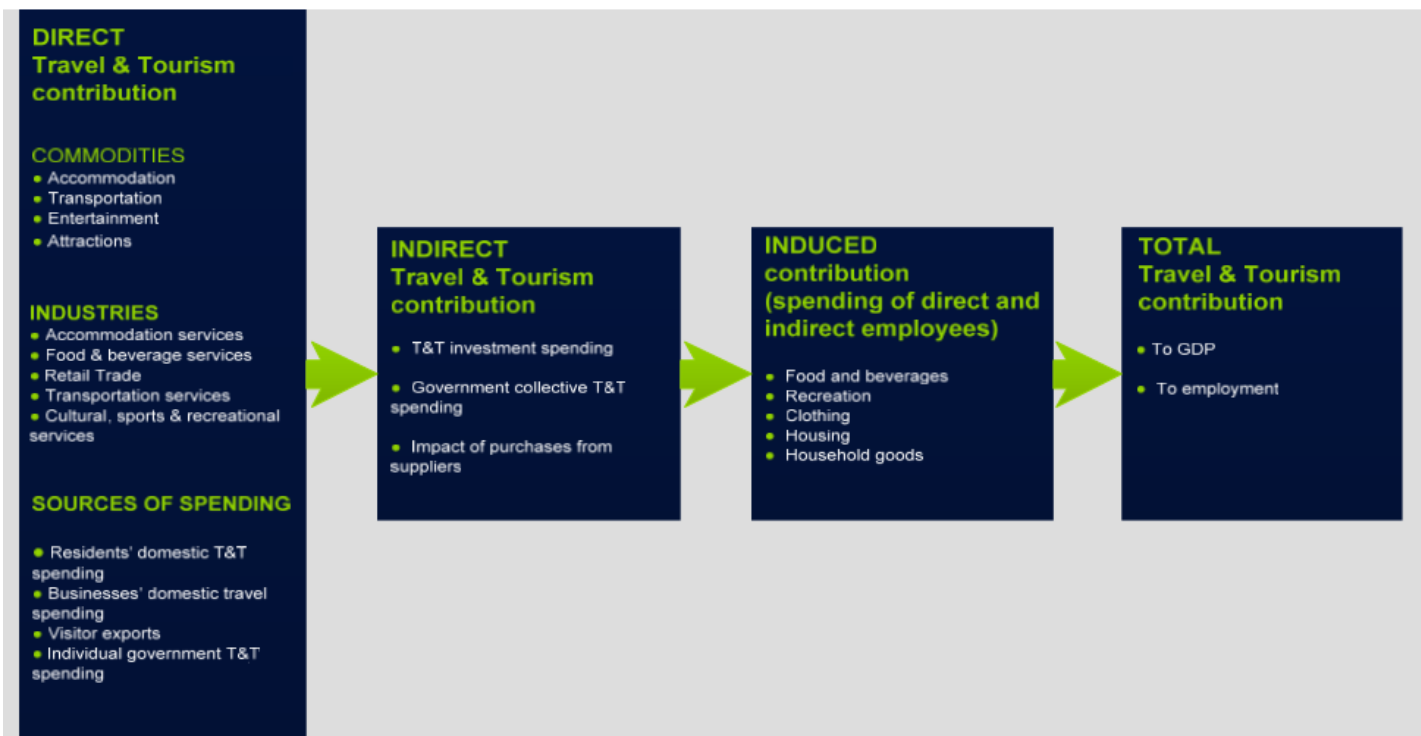 DIRECT
Travel & Tourism
contribution
COMMODITIES
• Accommodation
• Transportation
• Entertainment
• Attractions
INDUSTRIES
• Accommodation services
• Food & beverage services
• Retail Trade
• Transportation services
• Cultural, sports & recreational
services
SOURCES OF SPENDING
• Residents' domestic T&T
spending
• Businesses' domestic travel
spending
• Visitor exports
• Individual government T&T
spending
INDIRECT
Travel & Tourism
contribution
• T&T investment spending
• Government collective T&T
spending
• Impact of purchases from
suppliers
INDUCED
contribution
(spending of direct and
indirect employees)
• Food and beverages
• Recreation
• Clothing
• Housing
• Household goods
TOTAL
Travel & Tourism
contribution
• To GDP
• To employment